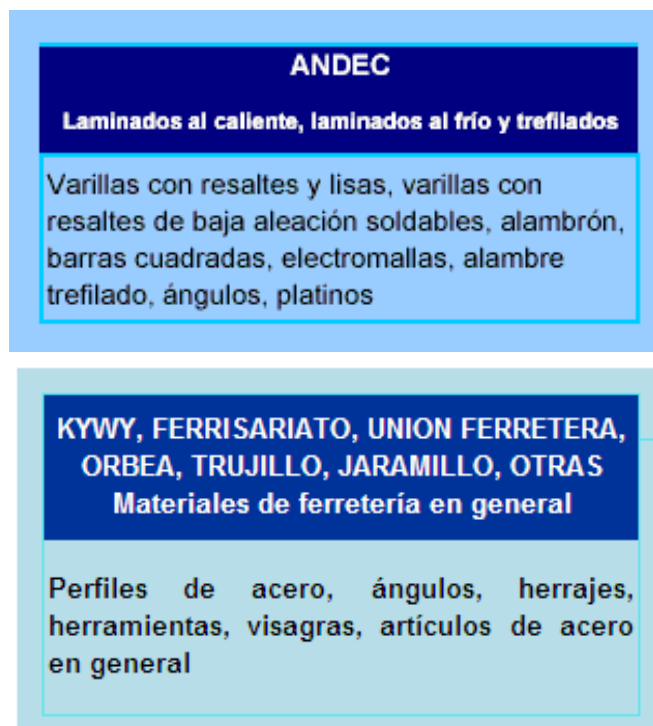 ANDEC
Laminados al caliente, laminados al frío y trefilados
Varillas con resaltes y lisas, varillas con
resaltes de baja aleación soldables, alambrón,
barras cuadradas, electromallas, alambre
trefilado, ángulos, platinos
KYWY, FERRISARIATO, UNION FERRETERA,
ORBEA, TRUJILLO, JARAMILLO, OTRAS
Materiales de ferretería en general
Perfiles de acero, ángulos, herrajes,
herramientas, visagras, artículos de acero
en general